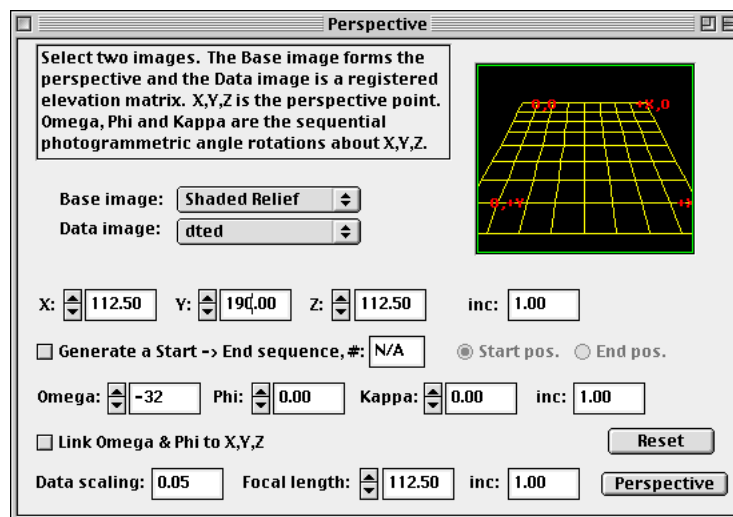 Perspective
Select two images. The Base image forms the
perspective and the Data image is a registered
elevation matrix. X,Y,Z is the perspective point.
Omega, Phi and Kappa are the sequential
photogrammetric angle rotations about X,Y,Z.
0,0 +X,0
0,+Y
Base image: Shaded Relief
Data image: dted
X: 112.50 Y: 190.00 Z: 112.50 inc: 1.00
Generate a Start -> End sequence, #: N/A Start pos. End pos.
Omega: -32 Phi: 0.00 Kappa: 0.00 inc: 1.00
Link Omega & Phi to X,Y,Z Reset
Data scaling: 0.05 Focal length: 112.50 inc: 1.00 Perspective